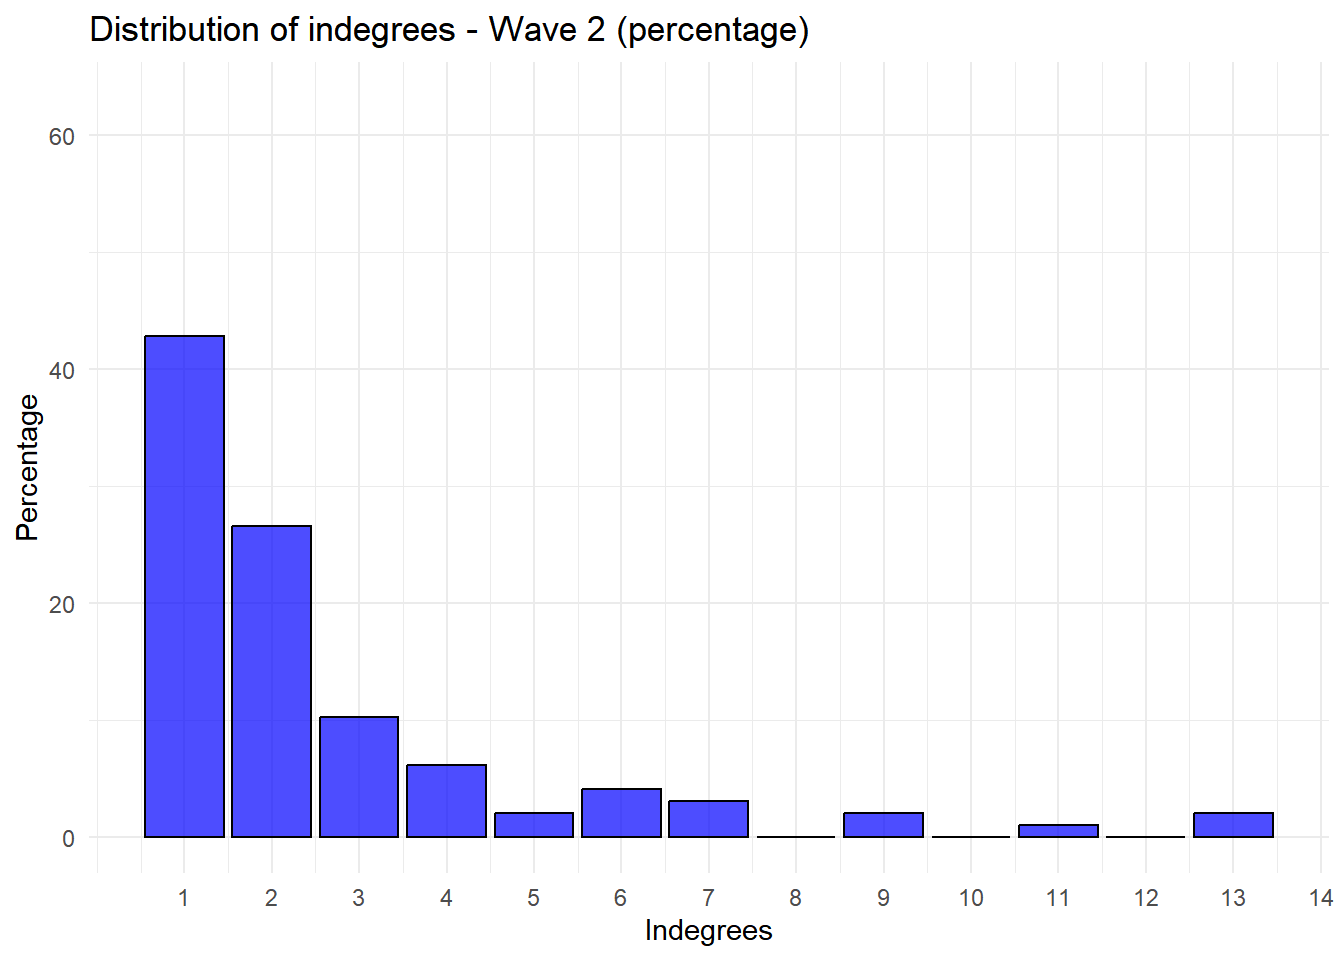 Distribution of indegrees - Wave 2 (percentage)
60
40
20
0
Percentage
1 2 3 4 5 6 7 8 9 10 11 12 13 14
Indegrees